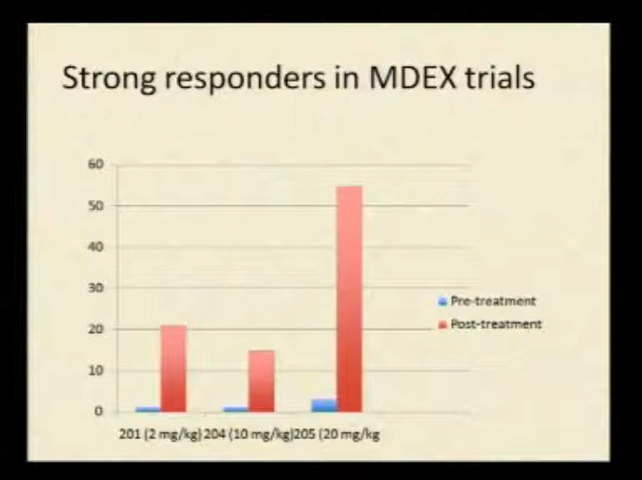 Strong responders in MDEX trials
60
50
40
30
20
10
0
Pre-treatment
Post-treatment
201 (2 mg/kg) 204 (10 mg/kg)205 (20 mg/kg